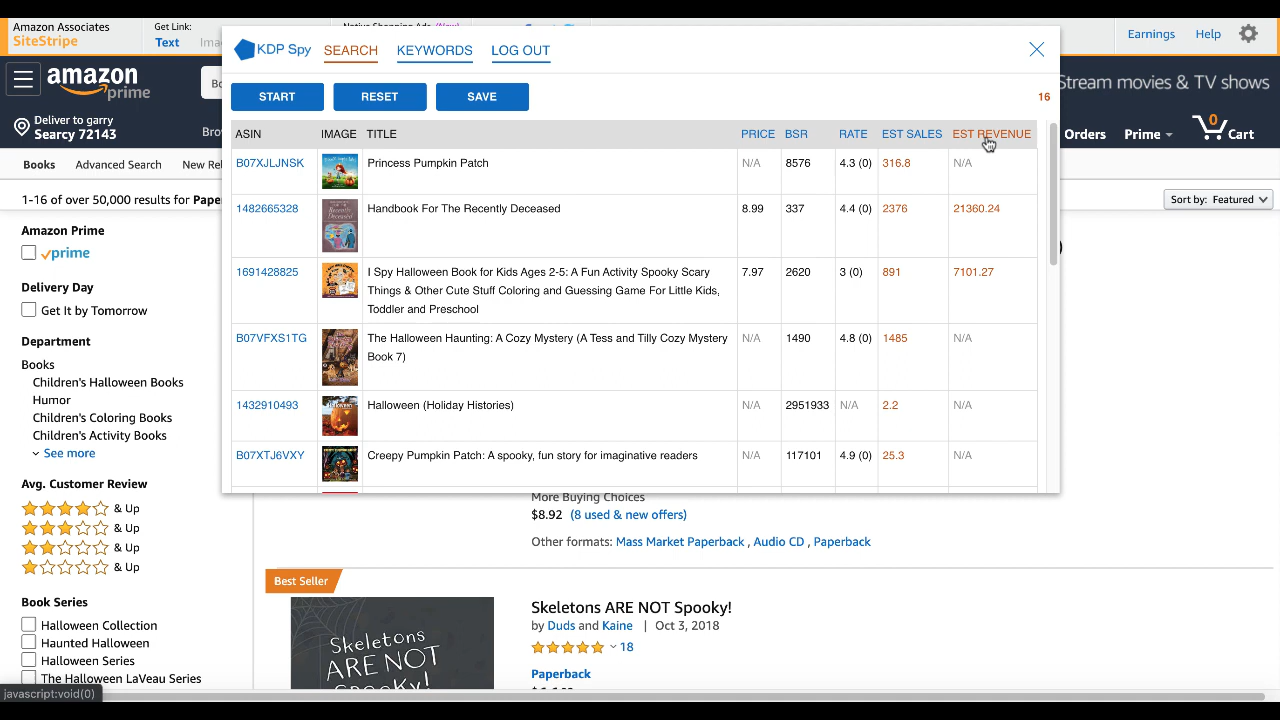 Amazon Associates
SiteStripe
Get Link:
Text
KDP Spy SEARCH KEYWORDS LOG OUT
Earnings Help
amazon
prime
Stream movies & TV shows
START RESET SAVE
16
Deliver to garry
Searcy 72143
Orders Prime 0 Cart
ASIN IMAGE TITLE PRICE BSR RATE EST SALES EST REVENUE
B07XJLJNSK Princess Pumpkin Patch N/A 8576 4.3 (0) 316.8 N/A
1482665328 Handbook For The Recently Deceased 8.99 337 4.4 (0) 2376 21360.24
1691428825 I Spy Halloween Book for Kids Ages 2-5: A Fun Activity Spooky Scary 7.97 2620 3 (0) 891 7101.27
Things & Other Cute Stuff Coloring and Guessing Game For Little Kids,
Toddler and Preschool
B07VFXS1TG The Halloween Haunting: A Cozy Mystery (A Tess and Tilly Cozy Mystery N/A 1490 4.8 (0) 1485 N/A
Book 7)
1432910493 Halloween (Holiday Histories) N/A 2951933 N/A 2.2 N/A
B07XTJ6VXY Creepy Pumpkin Patch: A spooky, fun story for imaginative readers N/A 117101 4.9 (0) 25.3 N/A
Books Advanced Search New Rel
1-16 of over 50,000 results for Pape
Sort by: Featured
Amazon Prime
prime
Delivery Day
Get It by Tomorrow
Department
Books
Children's Halloween Books
Humor
Children's Coloring Books
Children's Activity Books
See more
Avg. Customer Review
& Up
& Up
& Up
& Up
Book Series
Halloween Collection
Haunted Halloween
Halloween Series
The Halloween LaVeau Series
javascript:void(0)
More Buying Choices
$8.92 (8 used & new offers)
Other formats: Mass Market Paperback , Audio CD , Paperback
Best Seller
Skeletons
ARE NOT
Spooky!
Skeletons ARE NOT Spooky!
by Duds and Kaine | Oct 3, 2018
18
Paperback